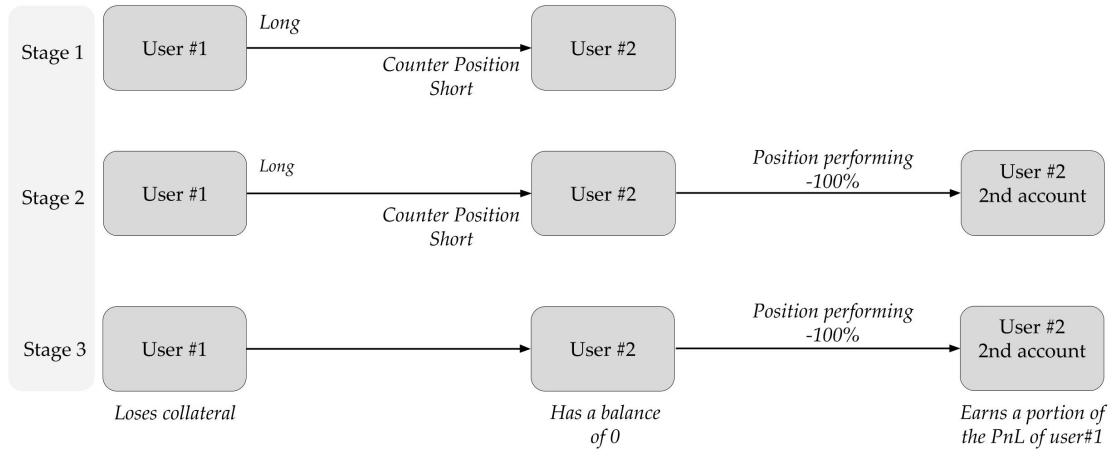 Stage 1
User #1
Long
Counter Position
Short
User #2
Stage 2
User #1
Long
Counter Position
Short
User #2
Position performing
-100%
User #2
2nd account
Stage 3
User #1
User #2
Position performing
-100%
User #2
2nd account
Loses collateral
Has a balance
of 0
Earns a portion of
the PnL of user#1